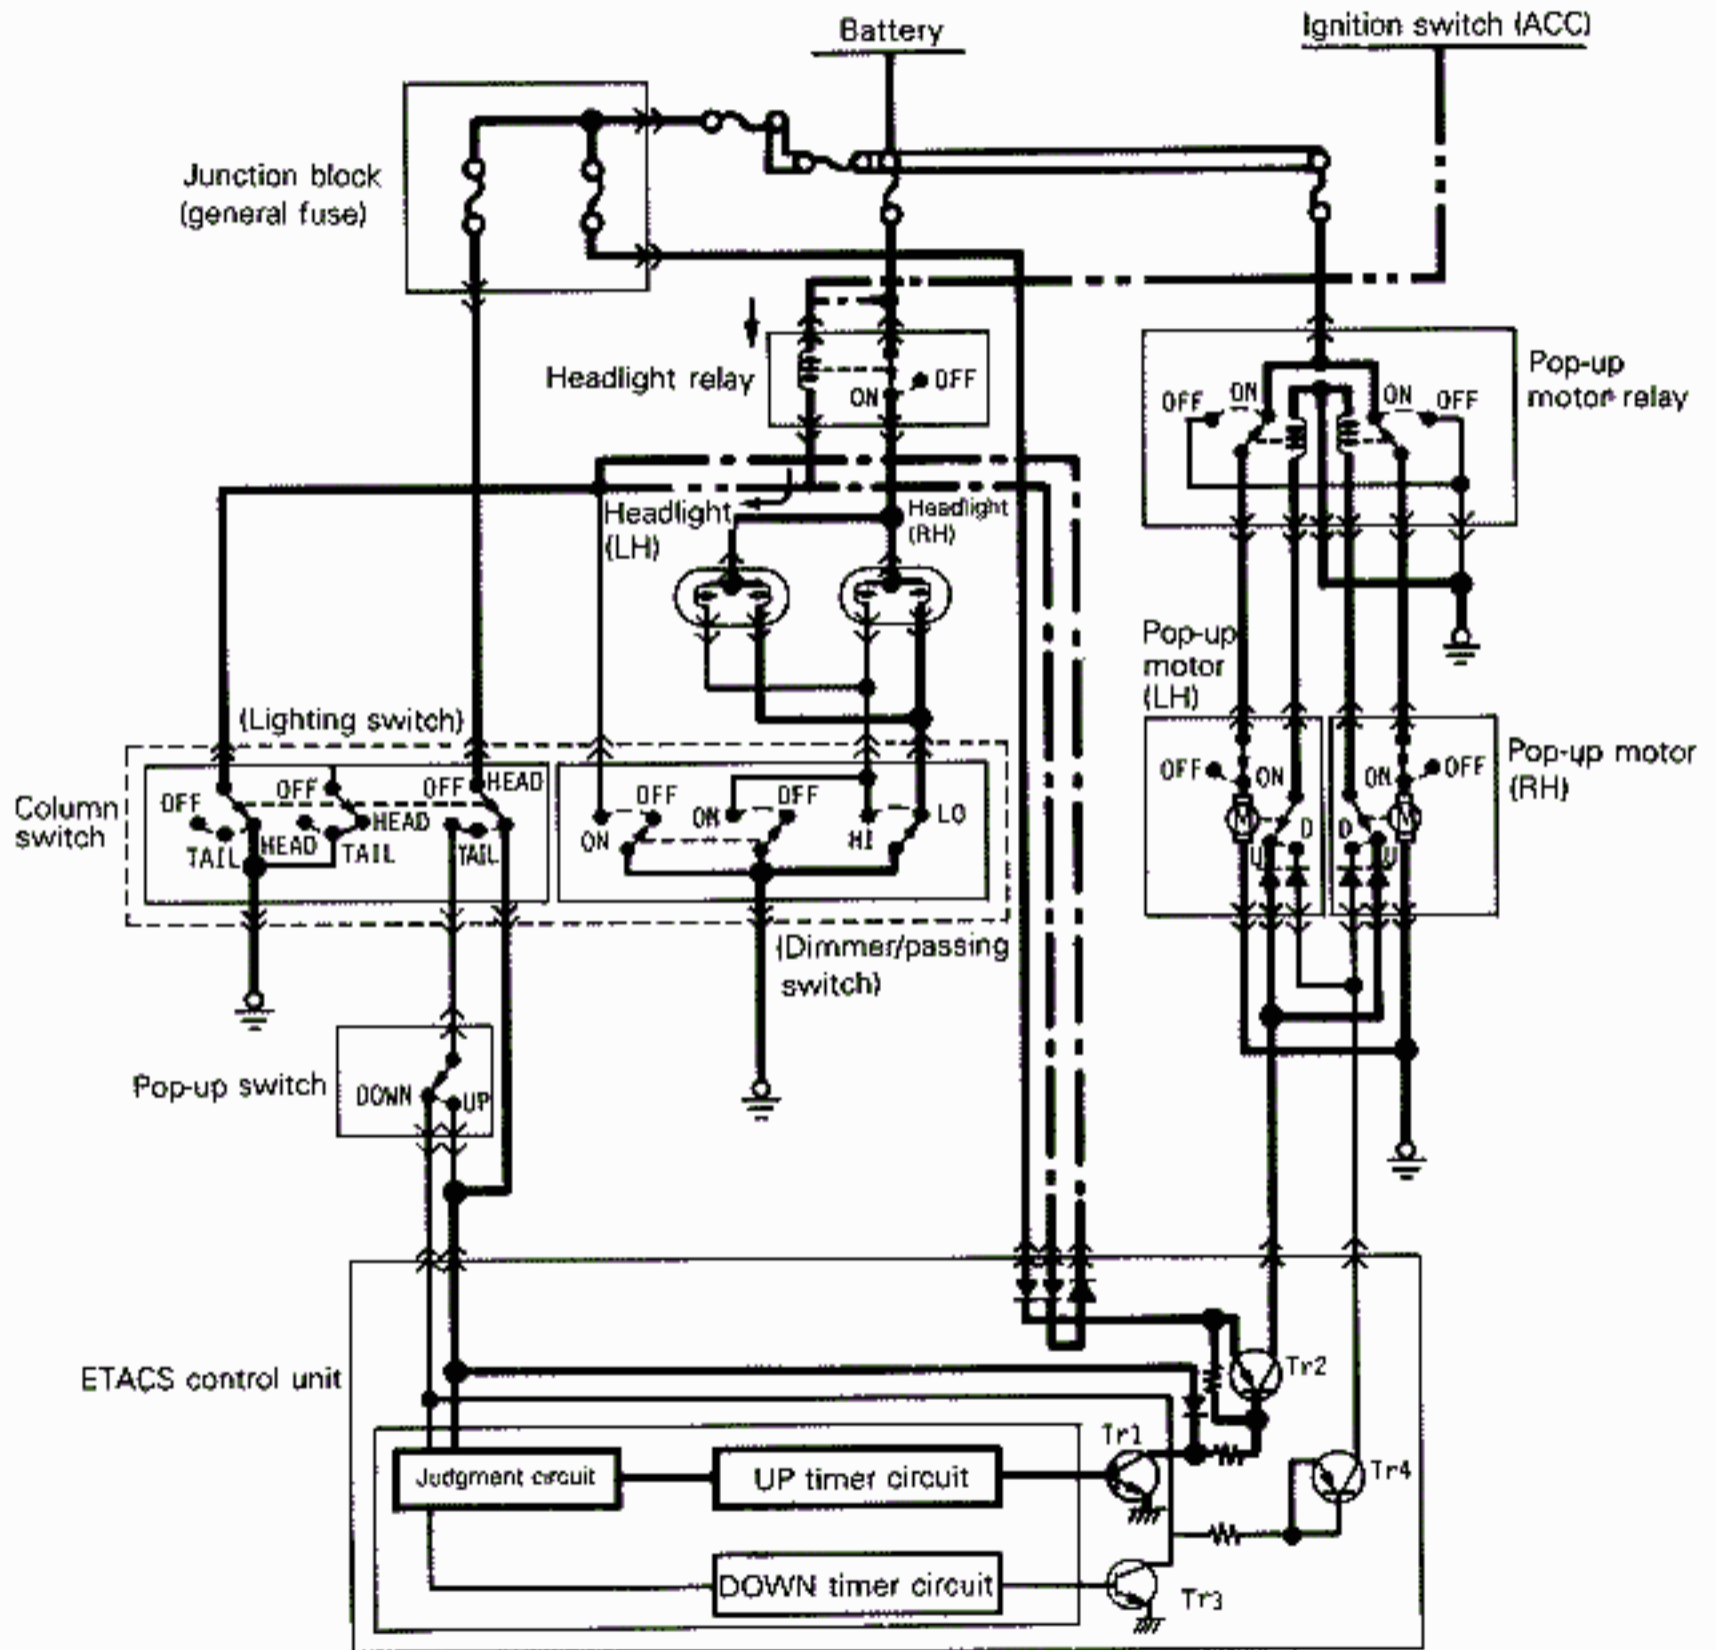 Battery
Ignition switch (ACC)
Junction block
(general fuse)
Headlight relay
OFF
ON
Pop-up
motor relay
OFF
ON
ON
OFF
Headlight
(LH)
Headlight
(RH)
Pop-up
motor
(LH)
(Lighting switch)
Column
switch
OFF
TAIL
HEAD
OFF
HEAD
TAIL
OFF
HEAD
TAIL
OFF
ON
OFF
ON
HI
LO
OFF
ON
D
U
ON
OFF
D
U
Pop-up motor
(RH)
(Dimmer/passing
switch)
Pop-up switch
DOWN
UP
ETACS control unit
Tr2
Tr1
Tr4
Judgment circuit
UP timer circuit
DOWN timer circuit
Tr3
M
M